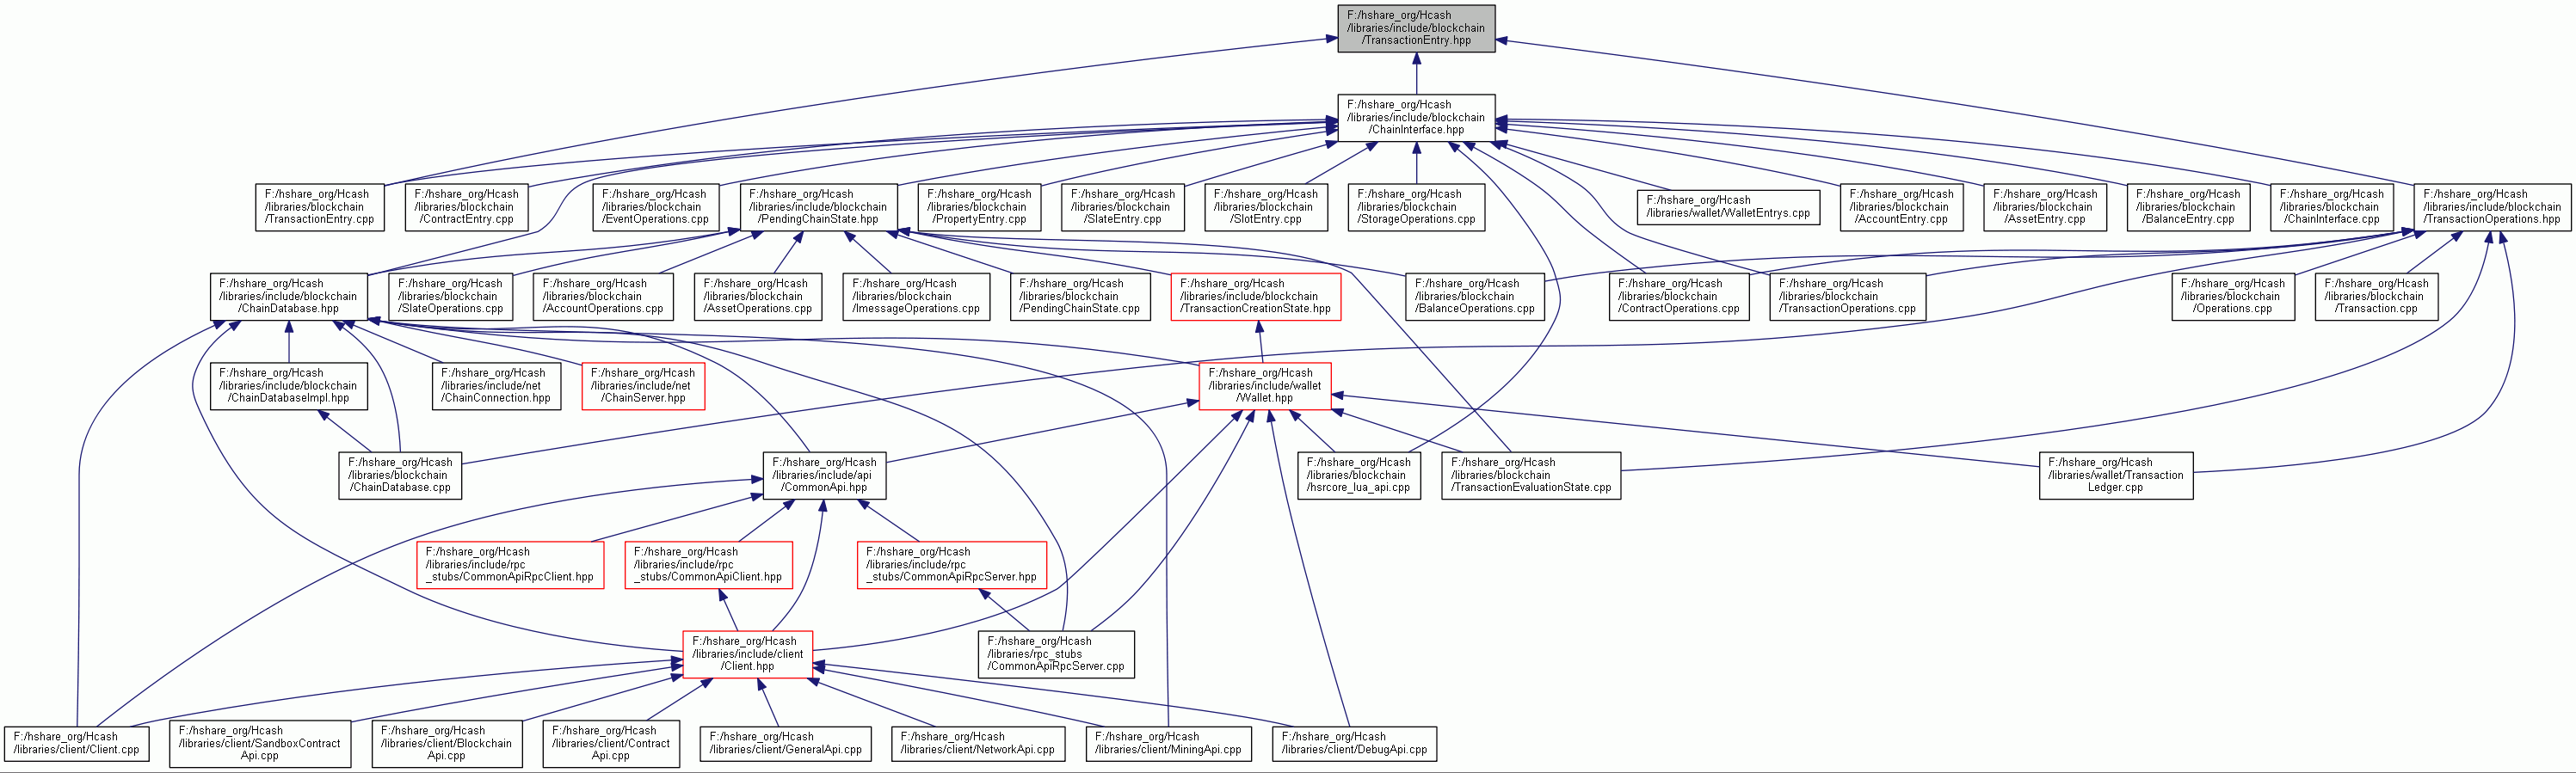 F:/hshare_org/Hcash
/libraries/include/blockchain
/TransactionEntry.hpp
F:/hshare_org/Hcash
/libraries/include/blockchain
/ChainInterface.hpp
F:/hshare_org/Hcash
/libraries/blockchain
/TransactionEntry.cpp
F:/hshare_org/Hcash
/libraries/blockchain
/ContractEntry.cpp
F:/hshare_org/Hcash
/libraries/blockchain
/EventOperations.cpp
F:/hshare_org/Hcash
/libraries/include/blockchain
/PendingChainState.hpp
F:/hshare_org/Hcash
/libraries/blockchain
/PropertyEntry.cpp
F:/hshare_org/Hcash
/libraries/blockchain
/SlateEntry.cpp
F:/hshare_org/Hcash
/libraries/blockchain
/SlotEntry.cpp
F:/hshare_org/Hcash
/libraries/blockchain
/StorageOperations.cpp
F:/hshare_org/Hcash
/libraries/wallet/WalletEntrys.cpp
F:/hshare_org/Hcash
/libraries/blockchain
/AccountEntry.cpp
F:/hshare_org/Hcash
/libraries/blockchain
/AssetEntry.cpp
F:/hshare_org/Hcash
/libraries/blockchain
/BalanceEntry.cpp
F:/hshare_org/Hcash
/libraries/blockchain
/ChainInterface.cpp
F:/hshare_org/Hcash
/libraries/include/blockchain
/TransactionOperations.hpp
F:/hshare_org/Hcash
/libraries/include/blockchain
/ChainDatabase.hpp
F:/hshare_org/Hcash
/libraries/blockchain
/SlateOperations.cpp
F:/hshare_org/Hcash
/libraries/blockchain
/AccountOperations.cpp
F:/hshare_org/Hcash
/libraries/blockchain
/AssetOperations.cpp
F:/hshare_org/Hcash
/libraries/blockchain
/ImessageOperations.cpp
F:/hshare_org/Hcash
/libraries/blockchain
/PendingChainState.cpp
F:/hshare_org/Hcash
/libraries/include/blockchain
/TransactionCreationState.hpp
F:/hshare_org/Hcash
/libraries/blockchain
/BalanceOperations.cpp
F:/hshare_org/Hcash
/libraries/blockchain
/ContractOperations.cpp
F:/hshare_org/Hcash
/libraries/blockchain
/TransactionOperations.cpp
F:/hshare_org/Hcash
/libraries/blockchain
/Operations.cpp
F:/hshare_org/Hcash
/libraries/blockchain
/Transaction.cpp
F:/hshare_org/Hcash
/libraries/include/blockchain
/ChainDatabaseImpl.hpp
F:/hshare_org/Hcash
/libraries/include/net
/ChainConnection.hpp
F:/hshare_org/Hcash
/libraries/include/net
/ChainServer.hpp
F:/hshare_org/Hcash
/libraries/include/wallet
/Wallet.hpp
F:/hshare_org/Hcash
/libraries/blockchain
/ChainDatabase.cpp
F:/hshare_org/Hcash
/libraries/include/api
/CommonApi.hpp
F:/hshare_org/Hcash
/libraries/blockchain
/hsrcore_lua_api.cpp
F:/hshare_org/Hcash
/libraries/blockchain
/TransactionEvaluationState.cpp
F:/hshare_org/Hcash
/libraries/wallet/Transaction
Ledger.cpp
F:/hshare_org/Hcash
/libraries/include/rpc
_stubs/CommonApiRpcClient.hpp
F:/hshare_org/Hcash
/libraries/include/rpc
_stubs/CommonApiClient.hpp
F:/hshare_org/Hcash
/libraries/include/rpc
_stubs/CommonApiRpcServer.hpp
F:/hshare_org/Hcash
/libraries/include/client
/Client.hpp
F:/hshare_org/Hcash
/libraries/rpc_stubs
/CommonApiRpcServer.cpp
F:/hshare_org/Hcash
/libraries/client/Client.cpp
F:/hshare_org/Hcash
/libraries/client/SandboxContract
Api.cpp
F:/hshare_org/Hcash
/libraries/client/Blockchain
Api.cpp
F:/hshare_org/Hcash
/libraries/client/Contract
Api.cpp
F:/hshare_org/Hcash
/libraries/client/GeneralApi.cpp
F:/hshare_org/Hcash
/libraries/client/NetworkApi.cpp
F:/hshare_org/Hcash
/libraries/client/MiningApi.cpp
F:/hshare_org/Hcash
/libraries/client/DebugApi.cpp